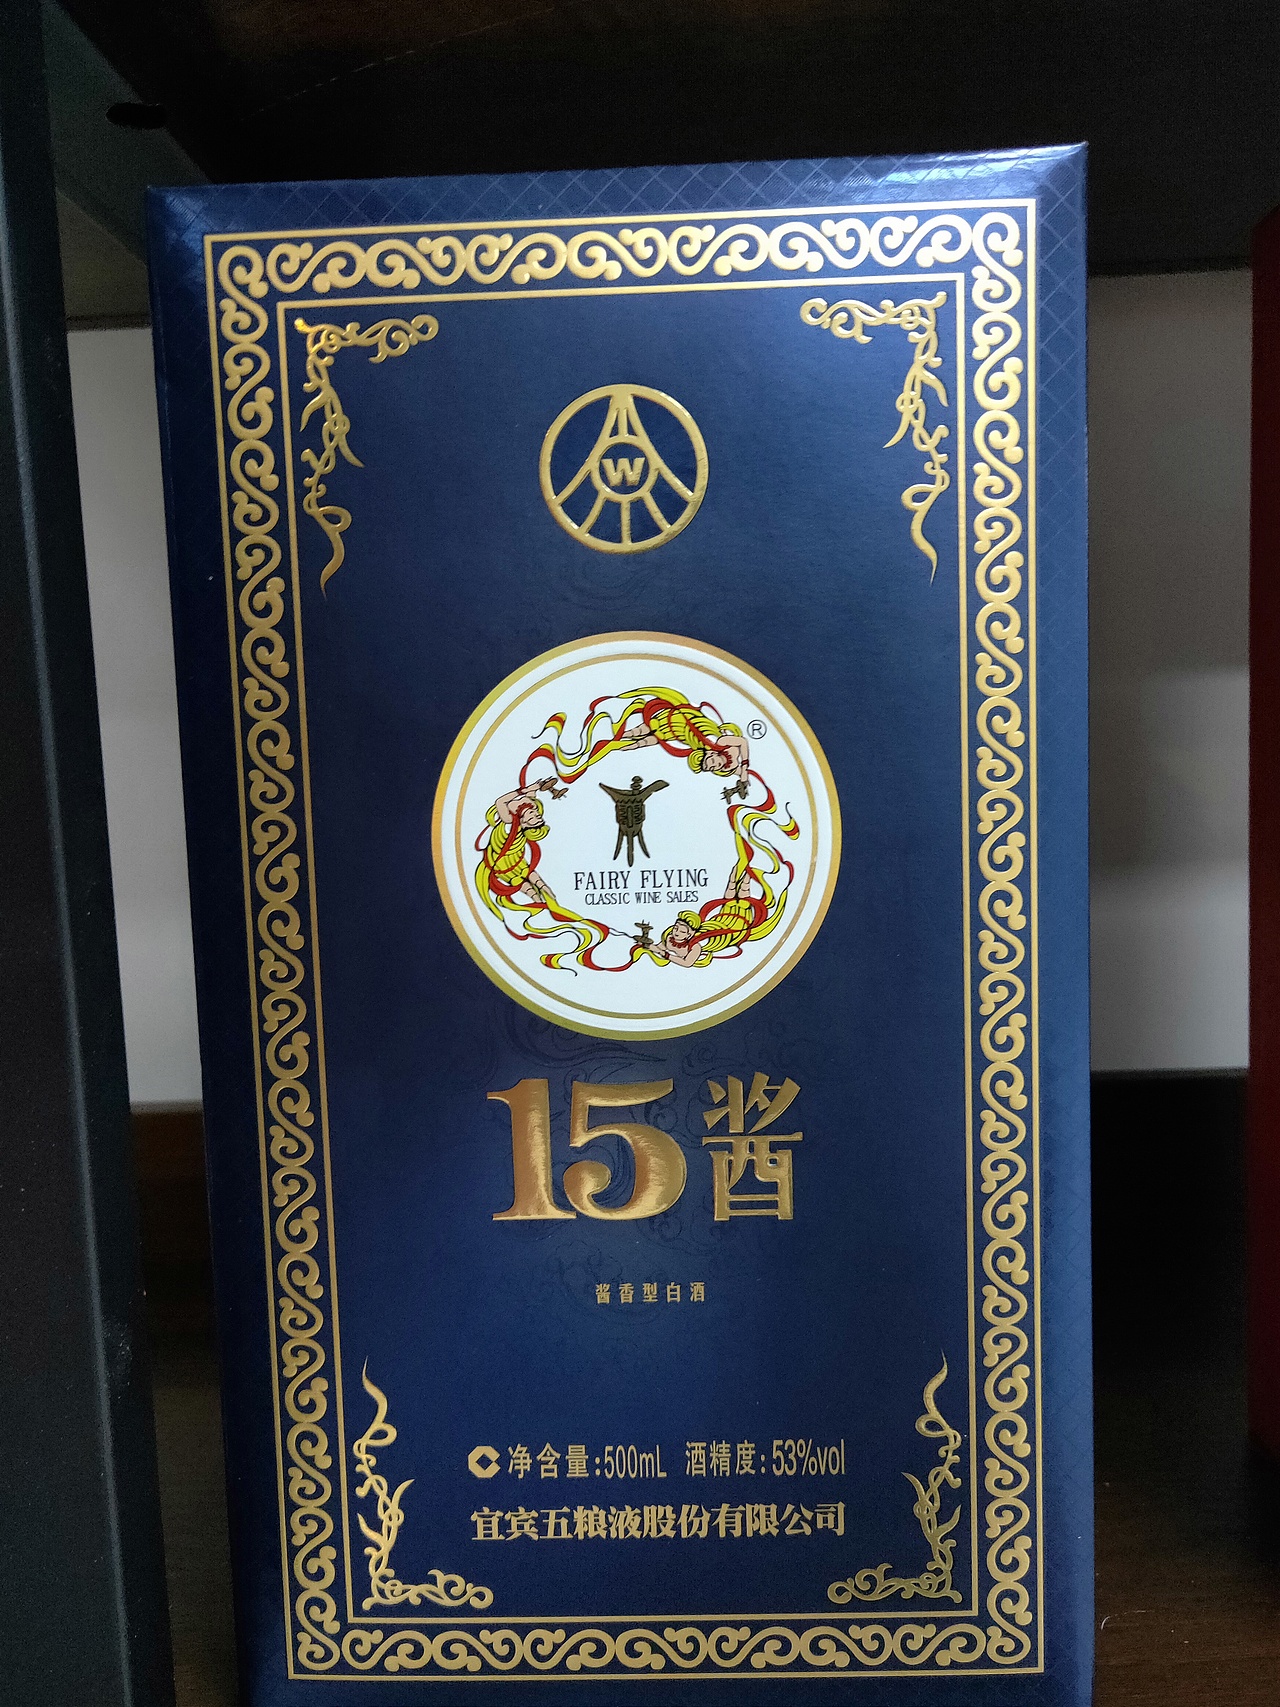 W
®
FAIRY FLYING
CLASSIC WINE SALES
15酱
酱香型白酒
净含量:500mL 酒精度:53%vol
宜宾五粮液股份有限公司